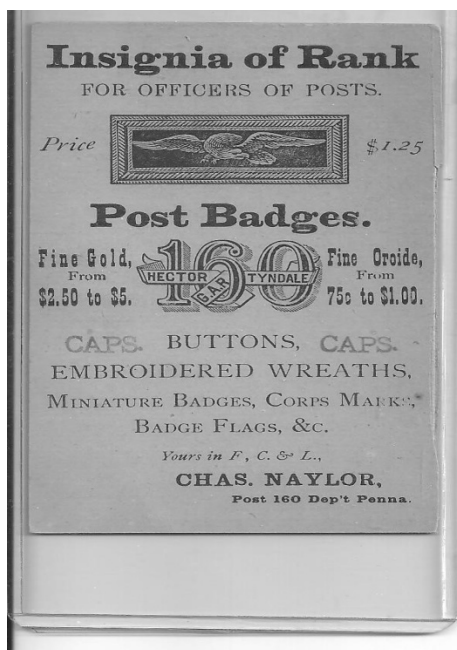 Insignia of Rank
FOR OFFICERS OF POSTS.
Price $1.25
Post Badges.
Fine Gold,
From
$2.50 to $5.
160
HECTOR TYNDALE
G.A.R
Fine Oroide,
From
75c to $1.00.
CAPS. BUTTONS, CAPS.
EMBROIDERED WREATHS,
MINIATURE BADGES, CORPS MARKS,
BADGE FLAGS, &C.
Yours in F, C. & L.,
CHAS. NAYLOR,
Post 160 Dep't Penna.